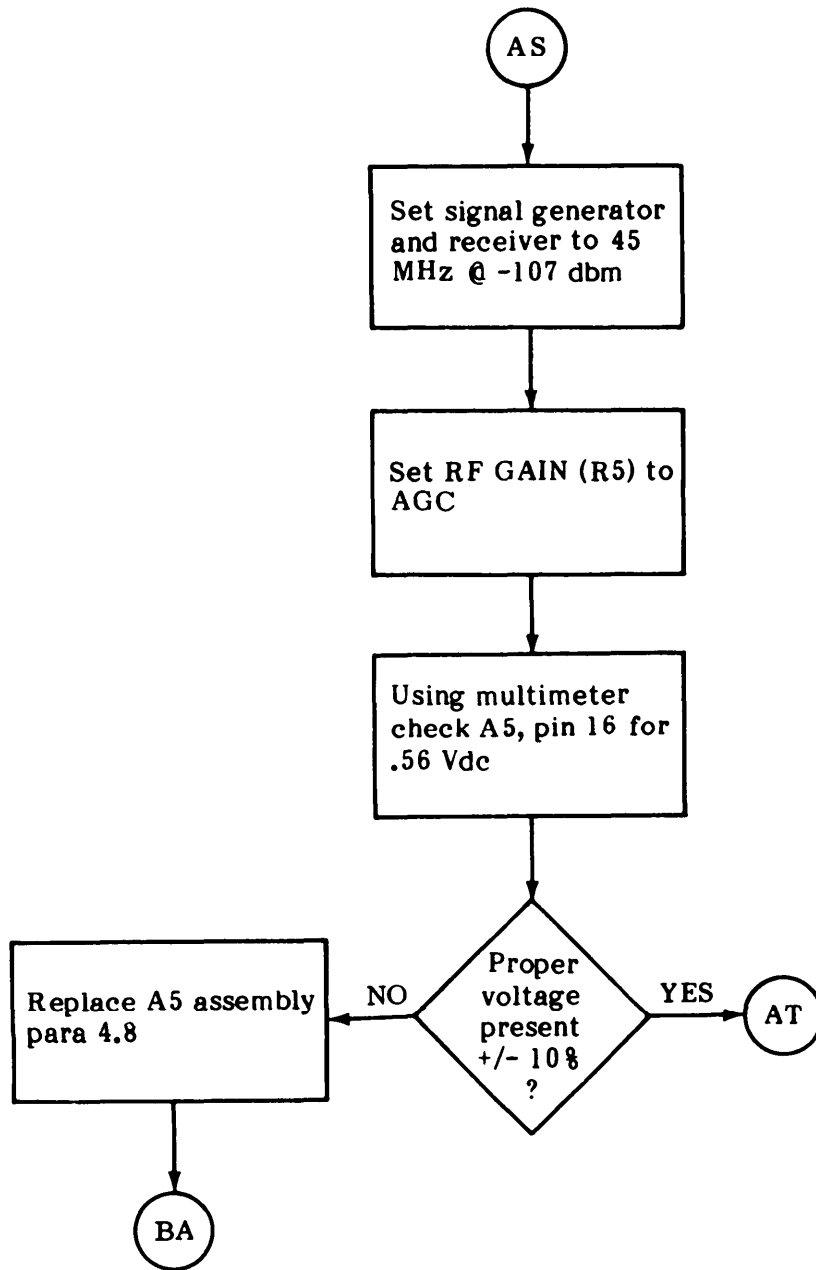 AS
Set signal generator
and receiver to 45
MHz @ -107 dbm
Set RF GAIN (R5) to
AGC
Using multimeter
check A5, pin 16 for
.56 Vdc
Proper
voltage
present
+/- 10%
?
NO
YES
Replace A5 assembly
para 4.8
AT
BA